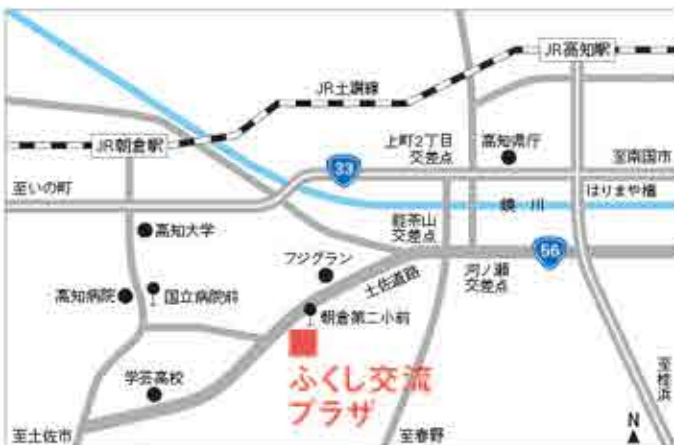 JR高知駅
JR土讃線
JR朝倉駅
上町2丁目
交差点
高知県庁
至南国市
33
至いの町
はりまや橋
鏡川
高知大学
能茶山
交差点
フジグラン
土佐道路
河ノ瀬
交差点
56
高知病院
国立病院前
朝倉第二小前
ふくし交流
プラザ
学芸高校
至桂浜
至土佐市
至春野
N